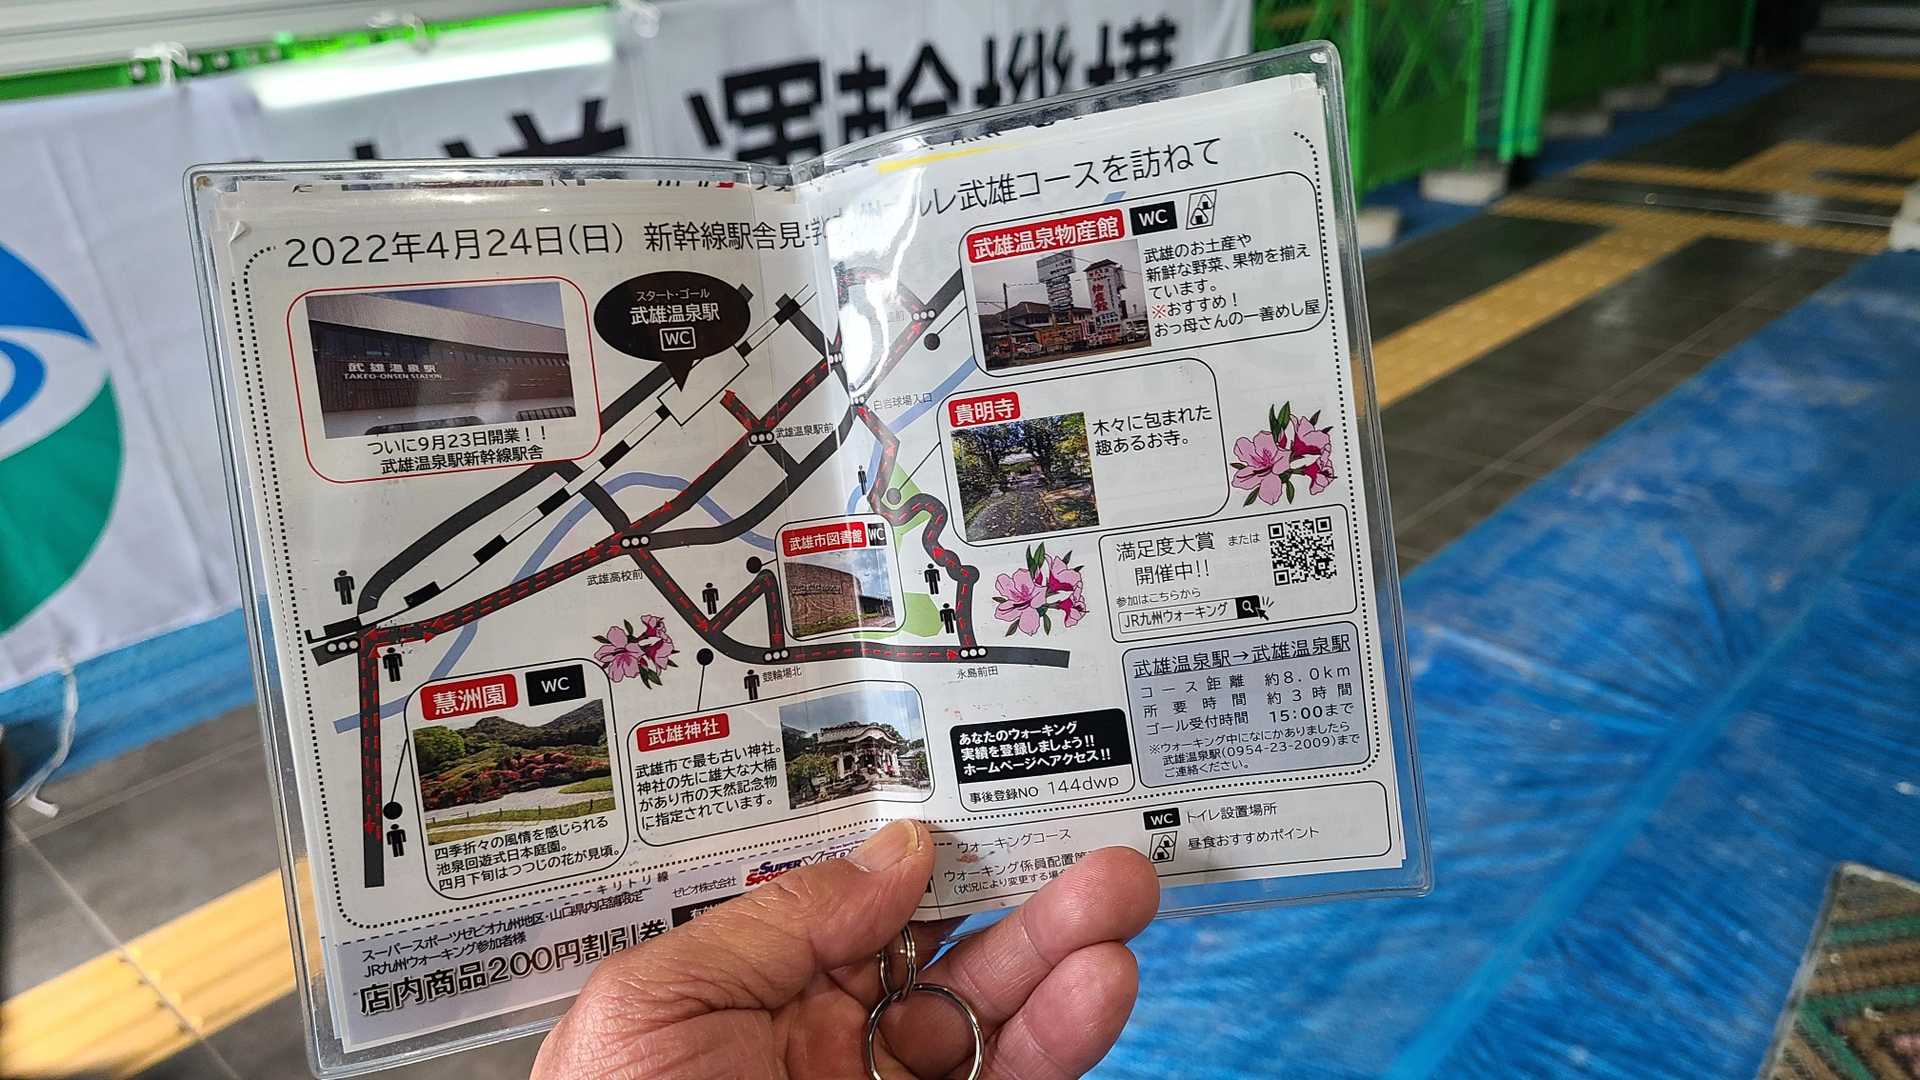 運輸機構
2022年4月24日(日) 新幹線駅舎見学
ルレ武雄コースを訪ねて
武雄温泉駅
TAKEO-ONSEN STATION
ついに9月23日開業!!
武雄温泉駅新幹線駅舎
スタート・ゴール
武雄温泉駅
WC
武雄温泉物産館 WC
武雄のお土産や
新鮮な野菜、果物を揃え
ています。
※おすすめ!
おっ母さんの一善めし屋
物産館
白岩球場入口
武雄温泉駅前
貴明寺
木々に包まれた
趣あるお寺。
武雄市図書館 WC
武雄高校前
競輪場北
永島前田
満足度大賞 または
開催中!!
参加はこちらから
JR九州ウォーキング
武雄温泉駅→武雄温泉駅
コース距離 約8.0km
所要時間 約3時間
ゴール受付時間 15:00まで
※ウォーキング中になにかありましたら
武雄温泉駅(0954-23-2009)まで
ご連絡ください。
慧洲園 WC
四季折々の風情を感じられる
池泉回遊式日本庭園。
四月下旬はつつじの花が見頃。
武雄神社
武雄市で最も古い神社。
神社の先に雄大な大楠
があり市の天然記念物
に指定されています。
あなたのウォーキング
実績を登録しましょう!!
ホームページへアクセス!!
事後登録NO 144dwp
WC トイレ設置場所
昼食おすすめポイント
ウォーキングコース
ウォーキング係員配置箇
(状況により変更する場合
キリトリ線
スーパースポーツゼビオ九州地区・山口県内店舗限定
ゼビオ株式会社
SUPER SPORTS XEBIO
JR九州ウォーキング参加者様
店内商品200円割引券